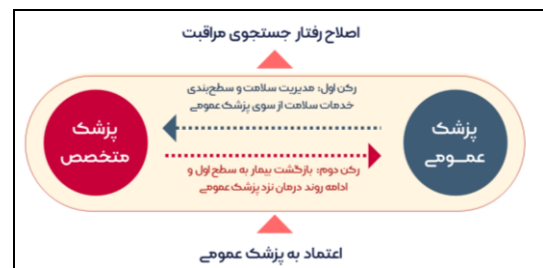 اصلاح رفتار جستجوی مراقبت
رکن اول: مدیریت سلامت و سطح‌بندی
خدمات سلامت از سوی پزشک عمومی
پزشک
عمـومی
پزشک
متخصص
رکن دوم: بازگشت بیمار به سطح اول و
ادامه روند درمان نزد پزشک عمومی
اعتماد به پزشک عمومی